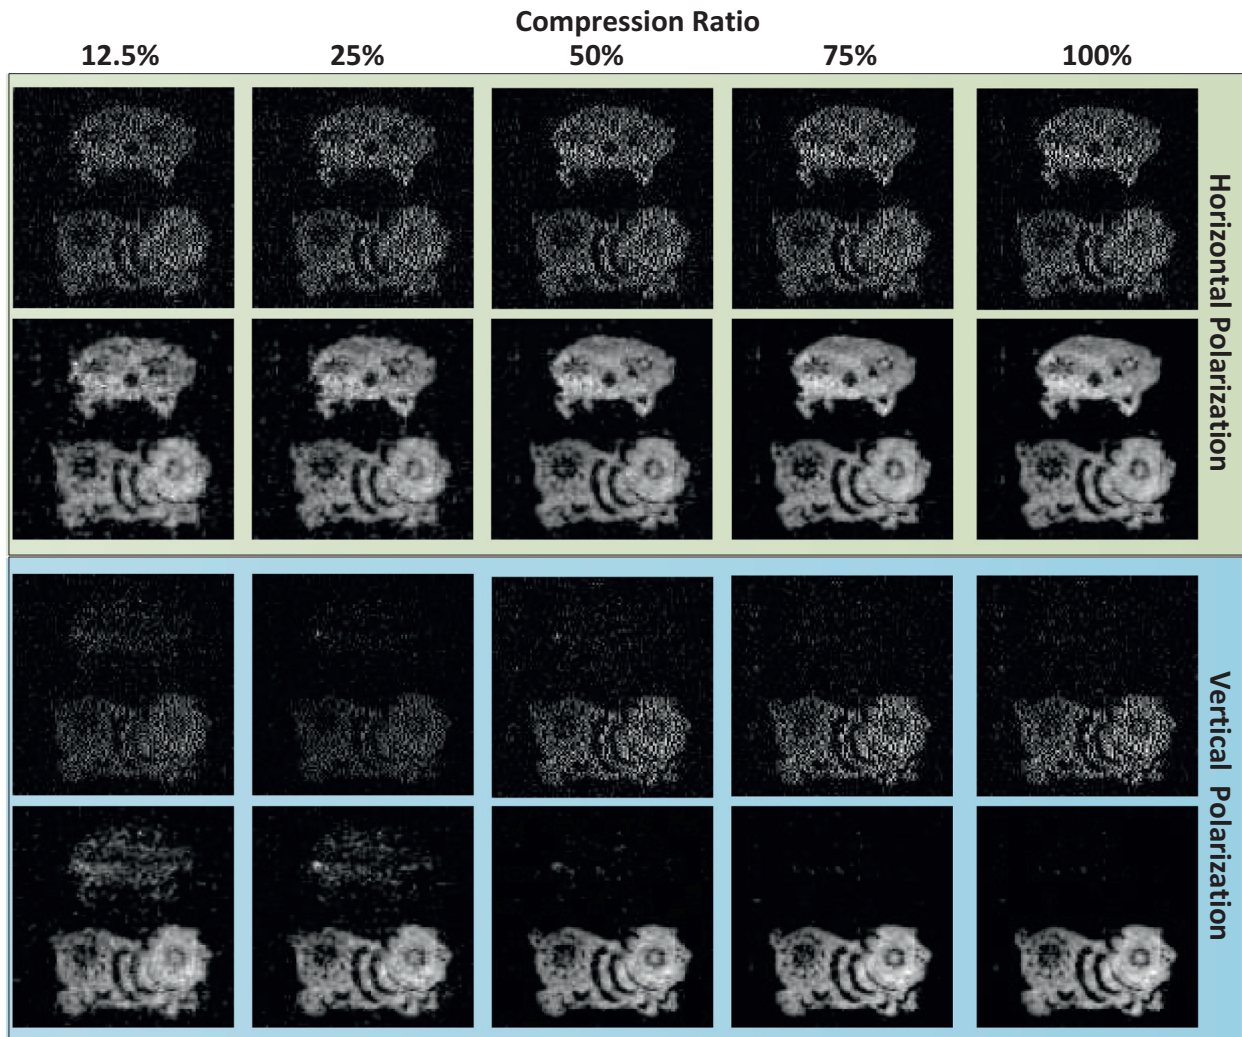 Compression Ratio
12.5% 25% 50% 75% 100%
Horizontal Polarization
Vertical Polarization